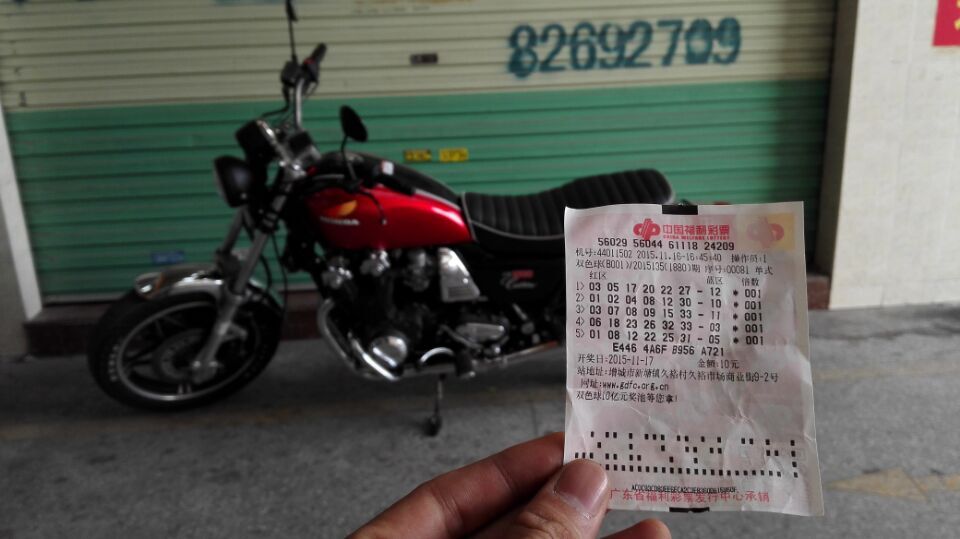 82692709
HONDA
中国福利彩票
CHINA WELFARE LOTTERY
56029 56044 61118 24209
机号:44011502 2015.11.16-16:45:40 操作员:1
双色球(B001)/2015135(1880)期 序号:00081 单式
红区 蓝区 倍数
1> 03 05 17 20 22 27 - 12 * 001
2> 01 02 04 08 12 30 - 10 * 001
3> 03 07 08 09 15 33 - 11 * 001
4> 06 18 23 26 32 33 - 03 * 001
5> 01 08 12 22 25 31 - 05 * 001
E446 4A6F B956 A721
开奖日:2015-11-17 金额:10元
站地址:增城市新塘镇久裕村久裕市场商业街9-2号
网址:www.gdfc.org.cn
双色球10亿元奖池等您拿!
广东省福利彩票发行中心承销